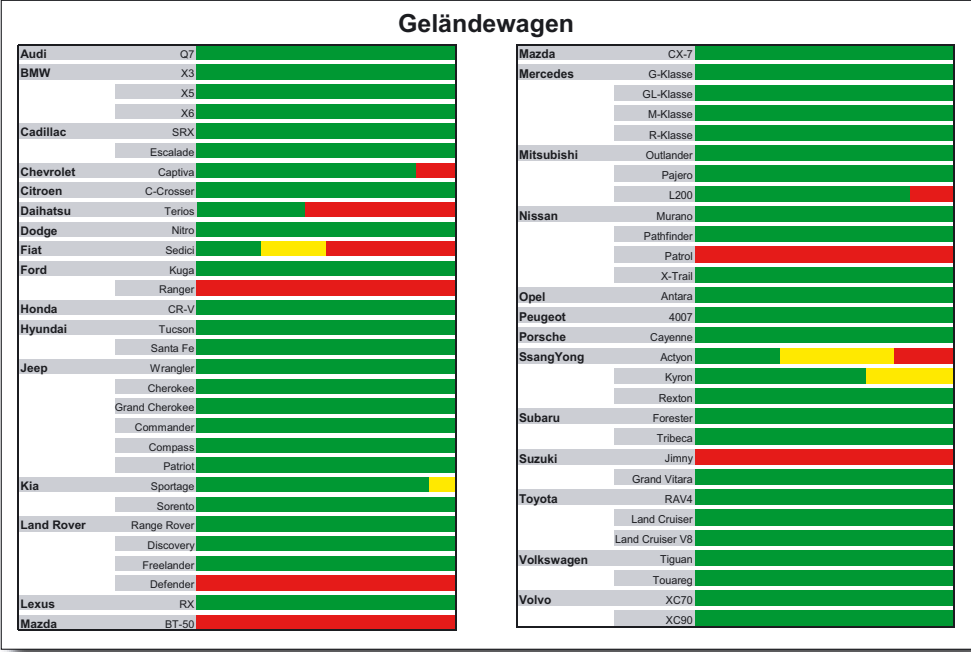 Geländewagen
Audi Q7
BMW X3
X5
X6
Cadillac SRX
Escalade
Chevrolet Captiva
Citroen C-Crosser
Daihatsu Terios
Dodge Nitro
Fiat Sedici
Ford Kuga
Ranger
Honda CR-V
Hyundai Tucson
Santa Fe
Jeep Wrangler
Cherokee
Grand Cherokee
Commander
Compass
Patriot
Kia Sportage
Sorento
Land Rover Range Rover
Discovery
Freelander
Defender
Lexus RX
Mazda BT-50
Mazda CX-7
Mercedes G-Klasse
GL-Klasse
M-Klasse
R-Klasse
Mitsubishi Outlander
Pajero
L200
Nissan Murano
Pathfinder
Patrol
X-Trail
Opel Antara
Peugeot 4007
Porsche Cayenne
SsangYong Actyon
Kyron
Rexton
Subaru Forester
Tribeca
Suzuki Jimny
Grand Vitara
Toyota RAV4
Land Cruiser
Land Cruiser V8
Volkswagen Tiguan
Touareg
Volvo XC70
XC90